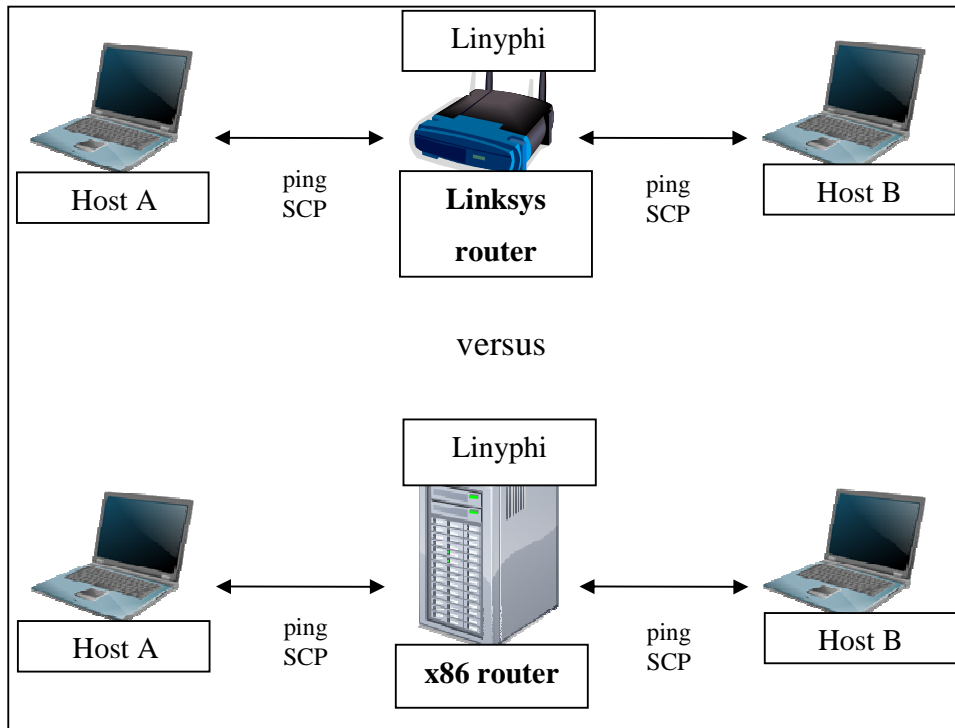 Linyphi
Host A
ping
SCP
Linksys
router
ping
SCP
Host B
versus
Linyphi
Host A
ping
SCP
x86 router
ping
SCP
Host B